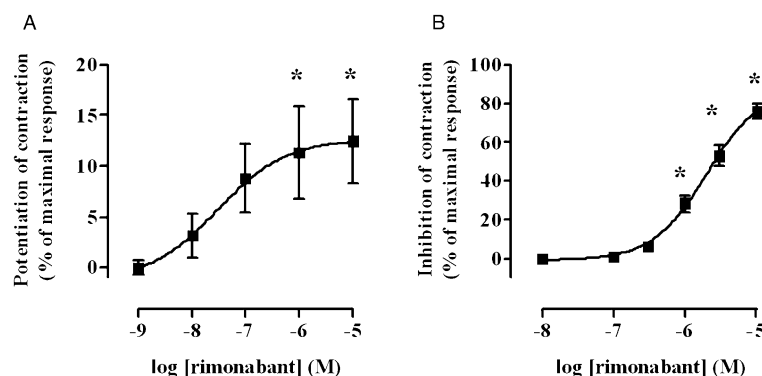 A
Potentiation of contraction
(% of maximal response)
20
15
10
5
0
* *
-9 -8 -7 -6 -5
log [rimonabant] (M)
B
Inhibition of contraction
(% of maximal response)
100
80
60
40
20
0
*
*
*
-8 -7 -6 -5
log [rimonabant] (M)